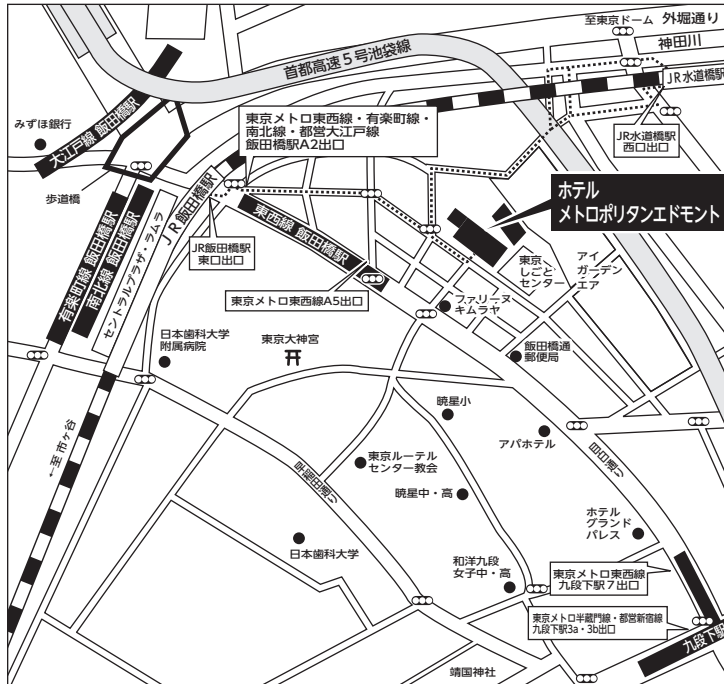 至東京ドーム
外堀通り
神田川
首都高速5号池袋線
JR水道橋駅
みずほ銀行
大江戸線 飯田橋駅
東京メトロ東西線・有楽町線・
南北線・都営大江戸線
飯田橋駅A2出口
JR水道橋駅
西口出口
歩道橋
JR飯田橋駅
ホテル
メトロポリタンエドモント
有楽町線 飯田橋駅
南北線 飯田橋駅
セントラルプラザ・ラムラ
JR飯田橋駅
東口出口
東西線 飯田橋駅
東京
しごと
センター
アイ
ガーデン
エア
東京メトロ東西線A5出口
ファリーヌ
キムラヤ
日本歯科大学
附属病院
東京大神宮
飯田橋通
郵便局
暁星小
アパホテル
←至市ヶ谷
東京ルーテル
センター教会
早稲田通り
目白通り
暁星中・高
ホテル
グランド
パレス
日本歯科大学
和洋九段
女子中・高
東京メトロ東西線
九段下駅7出口
東京メトロ半蔵門線・都営新宿線
九段下駅3a・3b出口
九段下駅
靖国神社